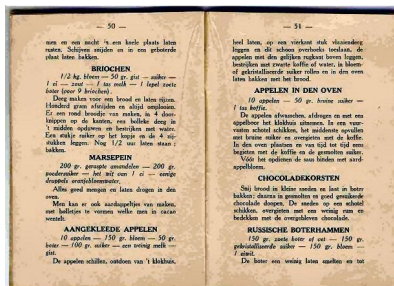 — 50 —
men en een nacht 'n een koele plaats laten
rusten. Schijven snijden en in een geboterde
plaat laten bakken.
BRIOCHEN
1/2 kg. bloem — 50 gr. gist — suiker —
1 ei — zout — 1 tas melk — 1 lepel zoete
boter (voor 9 briochen).
Deeg maken voor brood en laten rijzen.
Honderd gram afsnijden en altijd ontplooien.
Er een rond broodje van maken, in 4 door-
knippen op de kanten, een bolleke deeg in
't midden opduwen en bestrijken met water.
Een stukje suiker op het kopje en de 4 zij-
stukken leggen. Nog 1/2 uur laten staan :
bakken.
MARSEPEIN
200 gr. geraspte amandelen — 200 gr.
poedersuiker — het wit van 1 ei — eenige
droppels oranjebloemwater.
Alles goed mengen en laten drogen in den
oven.
Men kan er ook aardappeltjes van maken,
met bolletjes te vormen welke men in cacao
wentelt.
AANGEKLEEDE APPELEN
10 appelen — 150 gr. bloem — 50 gr.
boter — 100 gr. suiker — een weinig melk —
gist.
De appelen schillen, ontdoen van 't klokhuis,
— 51 —
heel laten, op een vierkant stuk vlaaiendeeg
leggen en dit schoon overhoeks toeslaan, de
appelen met den gelijken rugkant boven leggen,
bestrijken met zwarte koffie of water, in bloem-
of gekristalliseerde suiker rollen en in den oven
laten bakken met het brood.
APPELEN IN DEN OVEN
10 appelen — 50 gr. bruine suiker —
1 tas koffie.
De appelen afwasschen, afdrogen en met een
appelboor het klokhuis uitnemen. In een vuur-
vasten schotel schikken, het middenste opvullen
met bruine suiker en overgieten met de koffie.
In den oven plaatsen en van tijd tot tijd eens
begieten met de koffie en de gesmolten suiker.
Vóór het opdienen de saus binden met aard-
appelbloem.
CHOCOLADEKORSTEN
Snij brood in kleine sneden en laat in boter
bakken; daarna in gesmolten en goed gesuikerde
chocolade doopen. De sneden op een schotel
schikken, overgieten met een weinig rum en
bedekken met de overgebleven chocolade.
RUSSISCHE BOTERHAMMEN
150 gr. zoete boter of vet — 150 gr.
gekristalliseerde suiker — 150 gr. bloem —
1 eiwit.
De boter een weinig laten smelten en tot